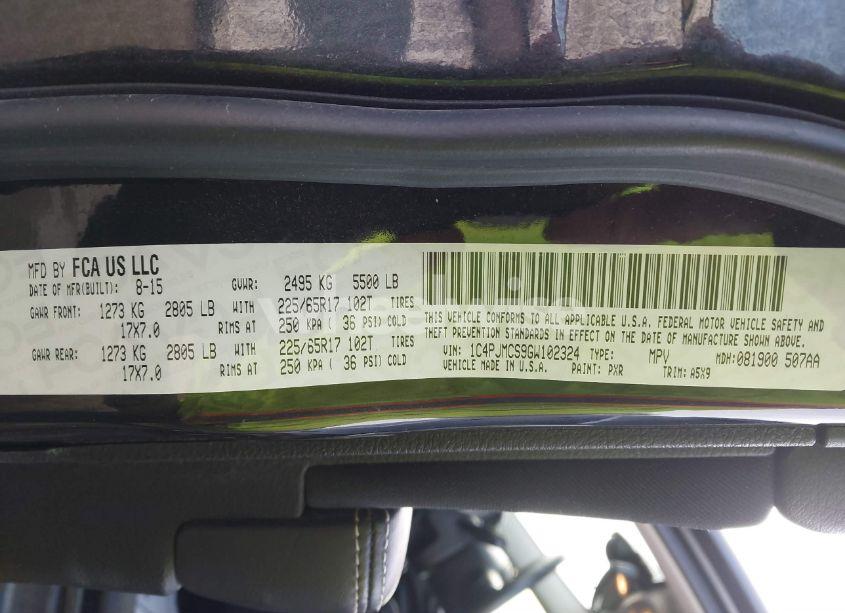 MFD BY FCA US LLC
DATE OF MFR(BUILT): 8-15 GVWR: 2495 KG 5500 LB
GAWR FRONT: 1273 KG 2805 LB WITH 225/65R17 102T TIRES
17X7.0 RIMS AT 250 KPA ( 36 PSI) COLD
GAWR REAR: 1273 KG 2805 LB WITH 225/65R17 102T TIRES
17X7.0 RIMS AT 250 KPA ( 36 PSI) COLD
THIS VEHICLE CONFORMS TO ALL APPLICABLE U.S.A. FEDERAL MOTOR VEHICLE SAFETY AND
THEFT PREVENTION STANDARDS IN EFFECT ON THE DATE OF MANUFACTURE SHOWN ABOVE.
VIN: 1C4PJMCS9GW102324 TYPE: MPV MDH: 081900 507AA
VEHICLE MADE IN U.S.A. PAINT: PXR TRIM: A5X9